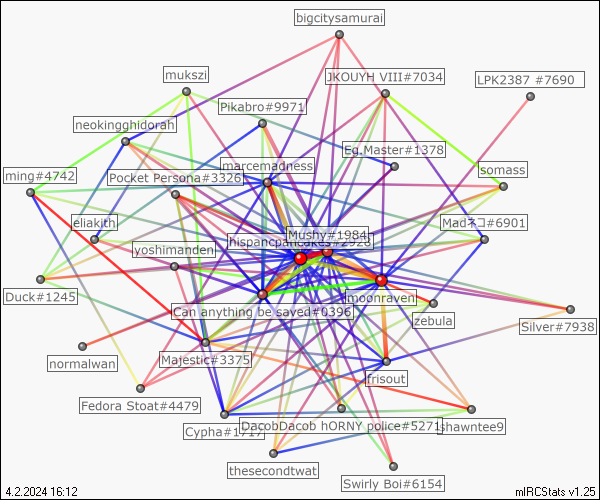 bigcitysamurai
mukszi
JKOUYH VIII#7034
LPK2387 #7690
Pikabro#9971
neokingghidorah
Eg.Master#1378
marcemadness
ming#4742
Pocket Persona#3326
somass
eliakith
Mushy#1984
Madネコ#6901
hispancpancakes#2928
yoshimanden
Duck#1245
moonraven
Can anything be saved#0396
zebula
Silver#7938
normalwan
Majestic#3375
frisout
Fedora Stoat#4479
Cypha#1717
DacobDacob hORNY police#5271
shawntee9
thesecondtwat
Swirly Boi#6154
4.2.2024 16:12
mIRCStats v1.25